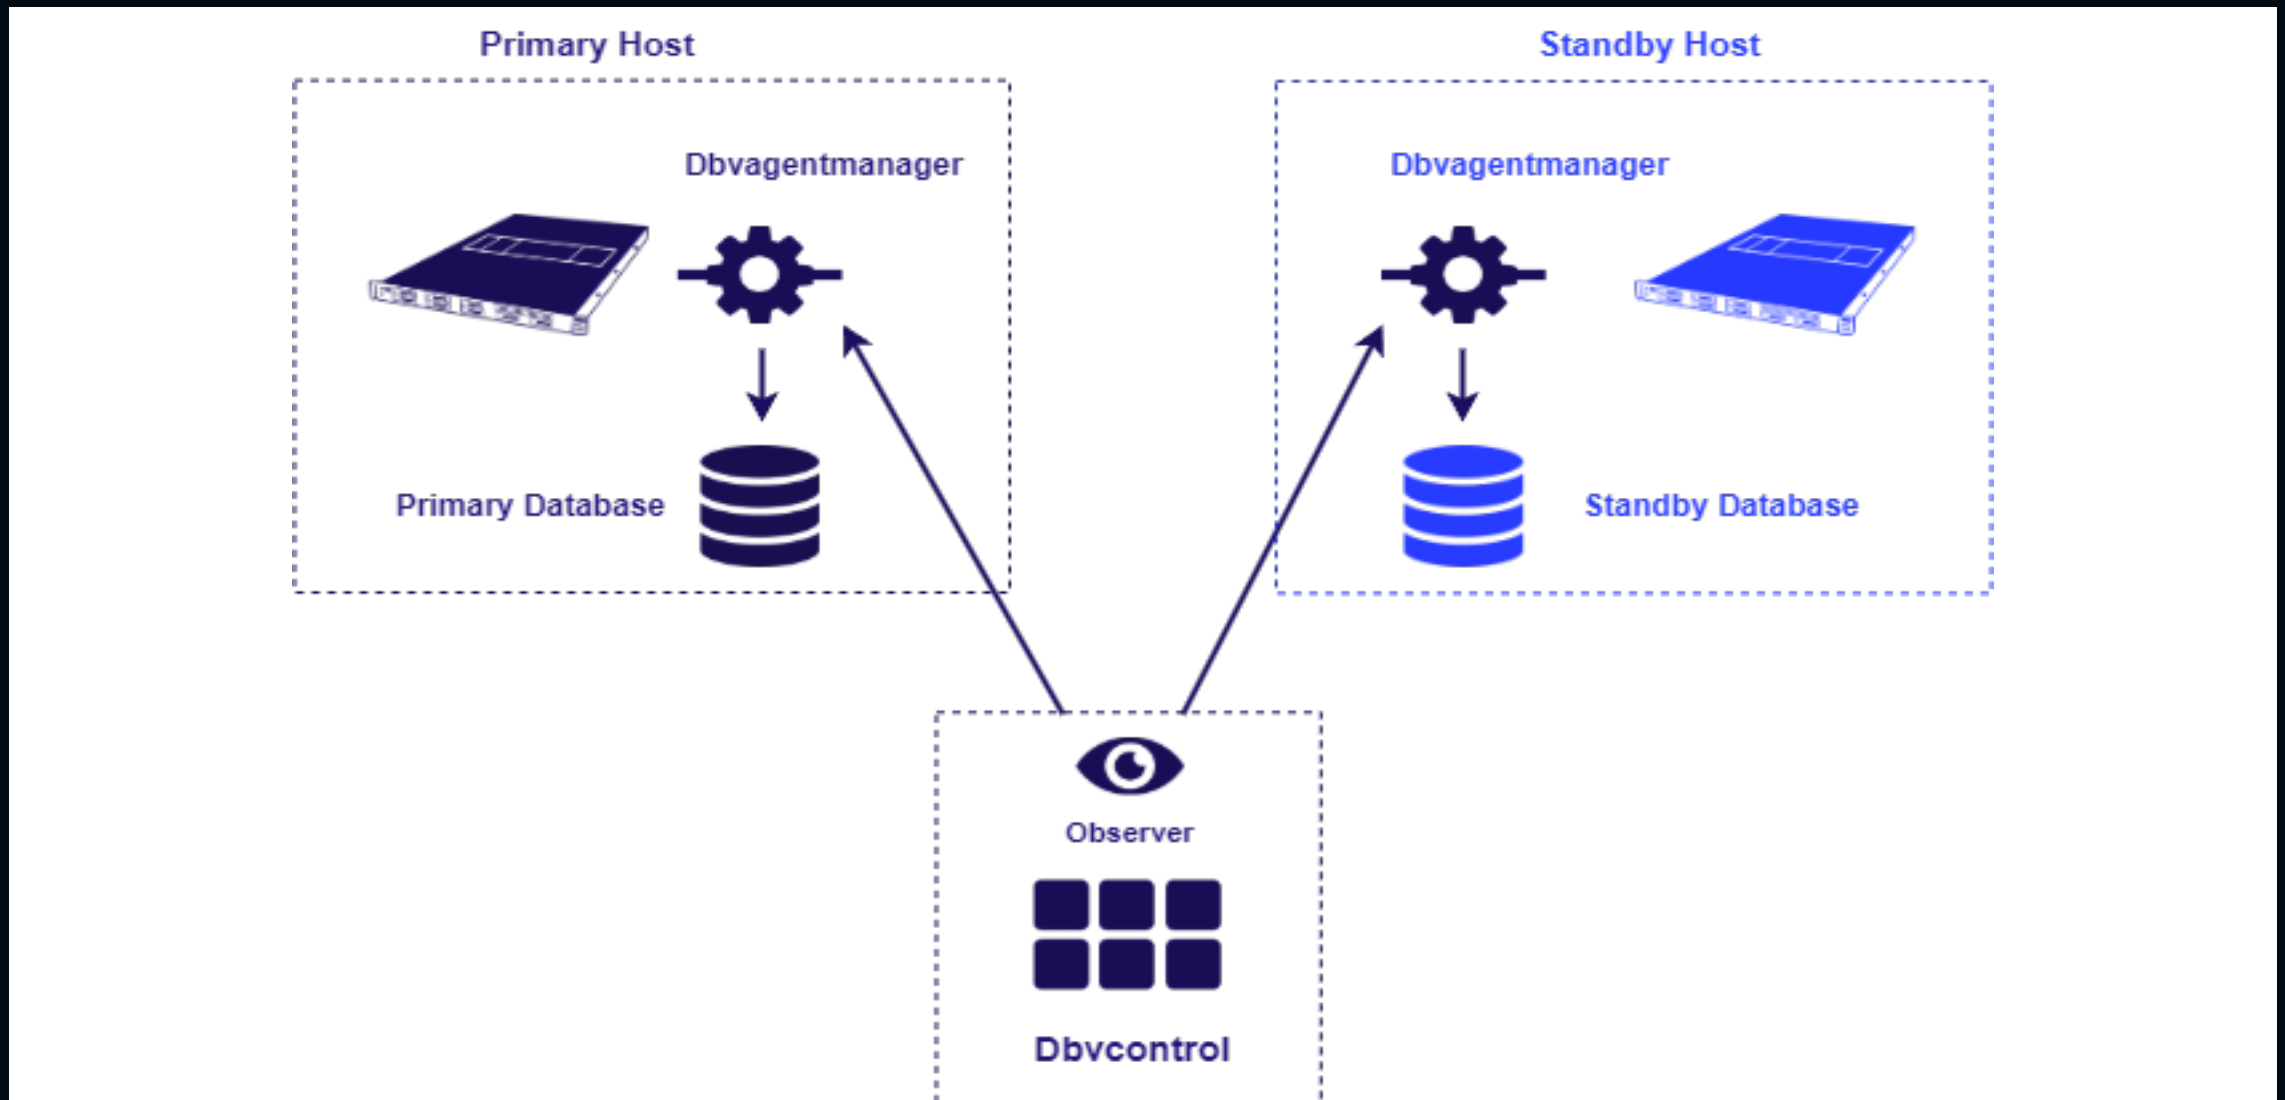 Primary Host
Standby Host
Dbvagentmanager
Dbvagentmanager
Primary Database
Standby Database
Observer
Dbvcontrol